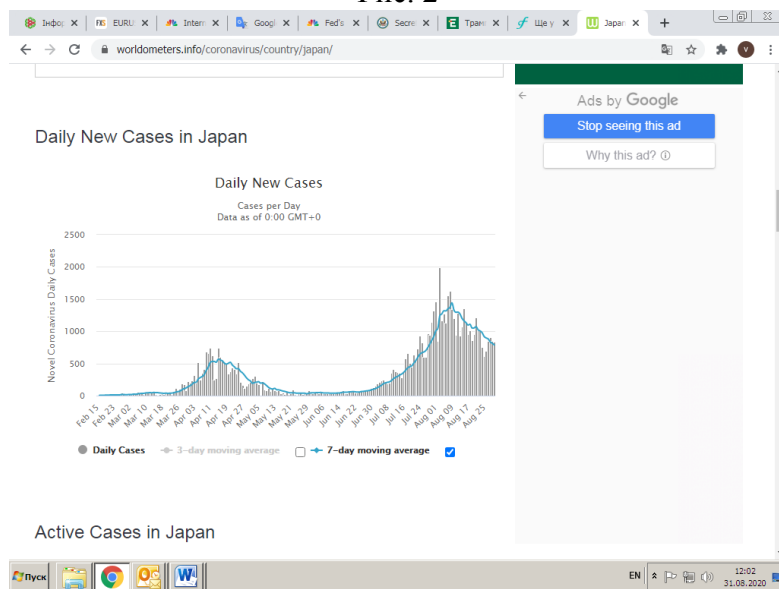 Рис. 2
Інфор
EURU
Intern
Googl
Fed's
Secre
Тран
Ще у
Japan
worldometers.info/coronavirus/country/japan/
V
Ads by Google
Stop seeing this ad
Why this ad?
Daily New Cases in Japan
Daily New Cases
Cases per Day
Data as of 0:00 GMT+0
Novel Coronavirus Daily Cases
2500
2000
1500
1000
500
0
Feb 15
Feb 23
Mar 02
Mar 10
Mar 18
Mar 26
Apr 03
Apr 11
Apr 19
Apr 27
May 05
May 13
May 21
May 29
Jun 06
Jun 14
Jun 22
Jun 30
Jul 08
Jul 16
Jul 24
Aug 01
Aug 09
Aug 17
Aug 25
Daily Cases
3-day moving average
7-day moving average
Active Cases in Japan
Пуск
EN
12:02
31.08.2020